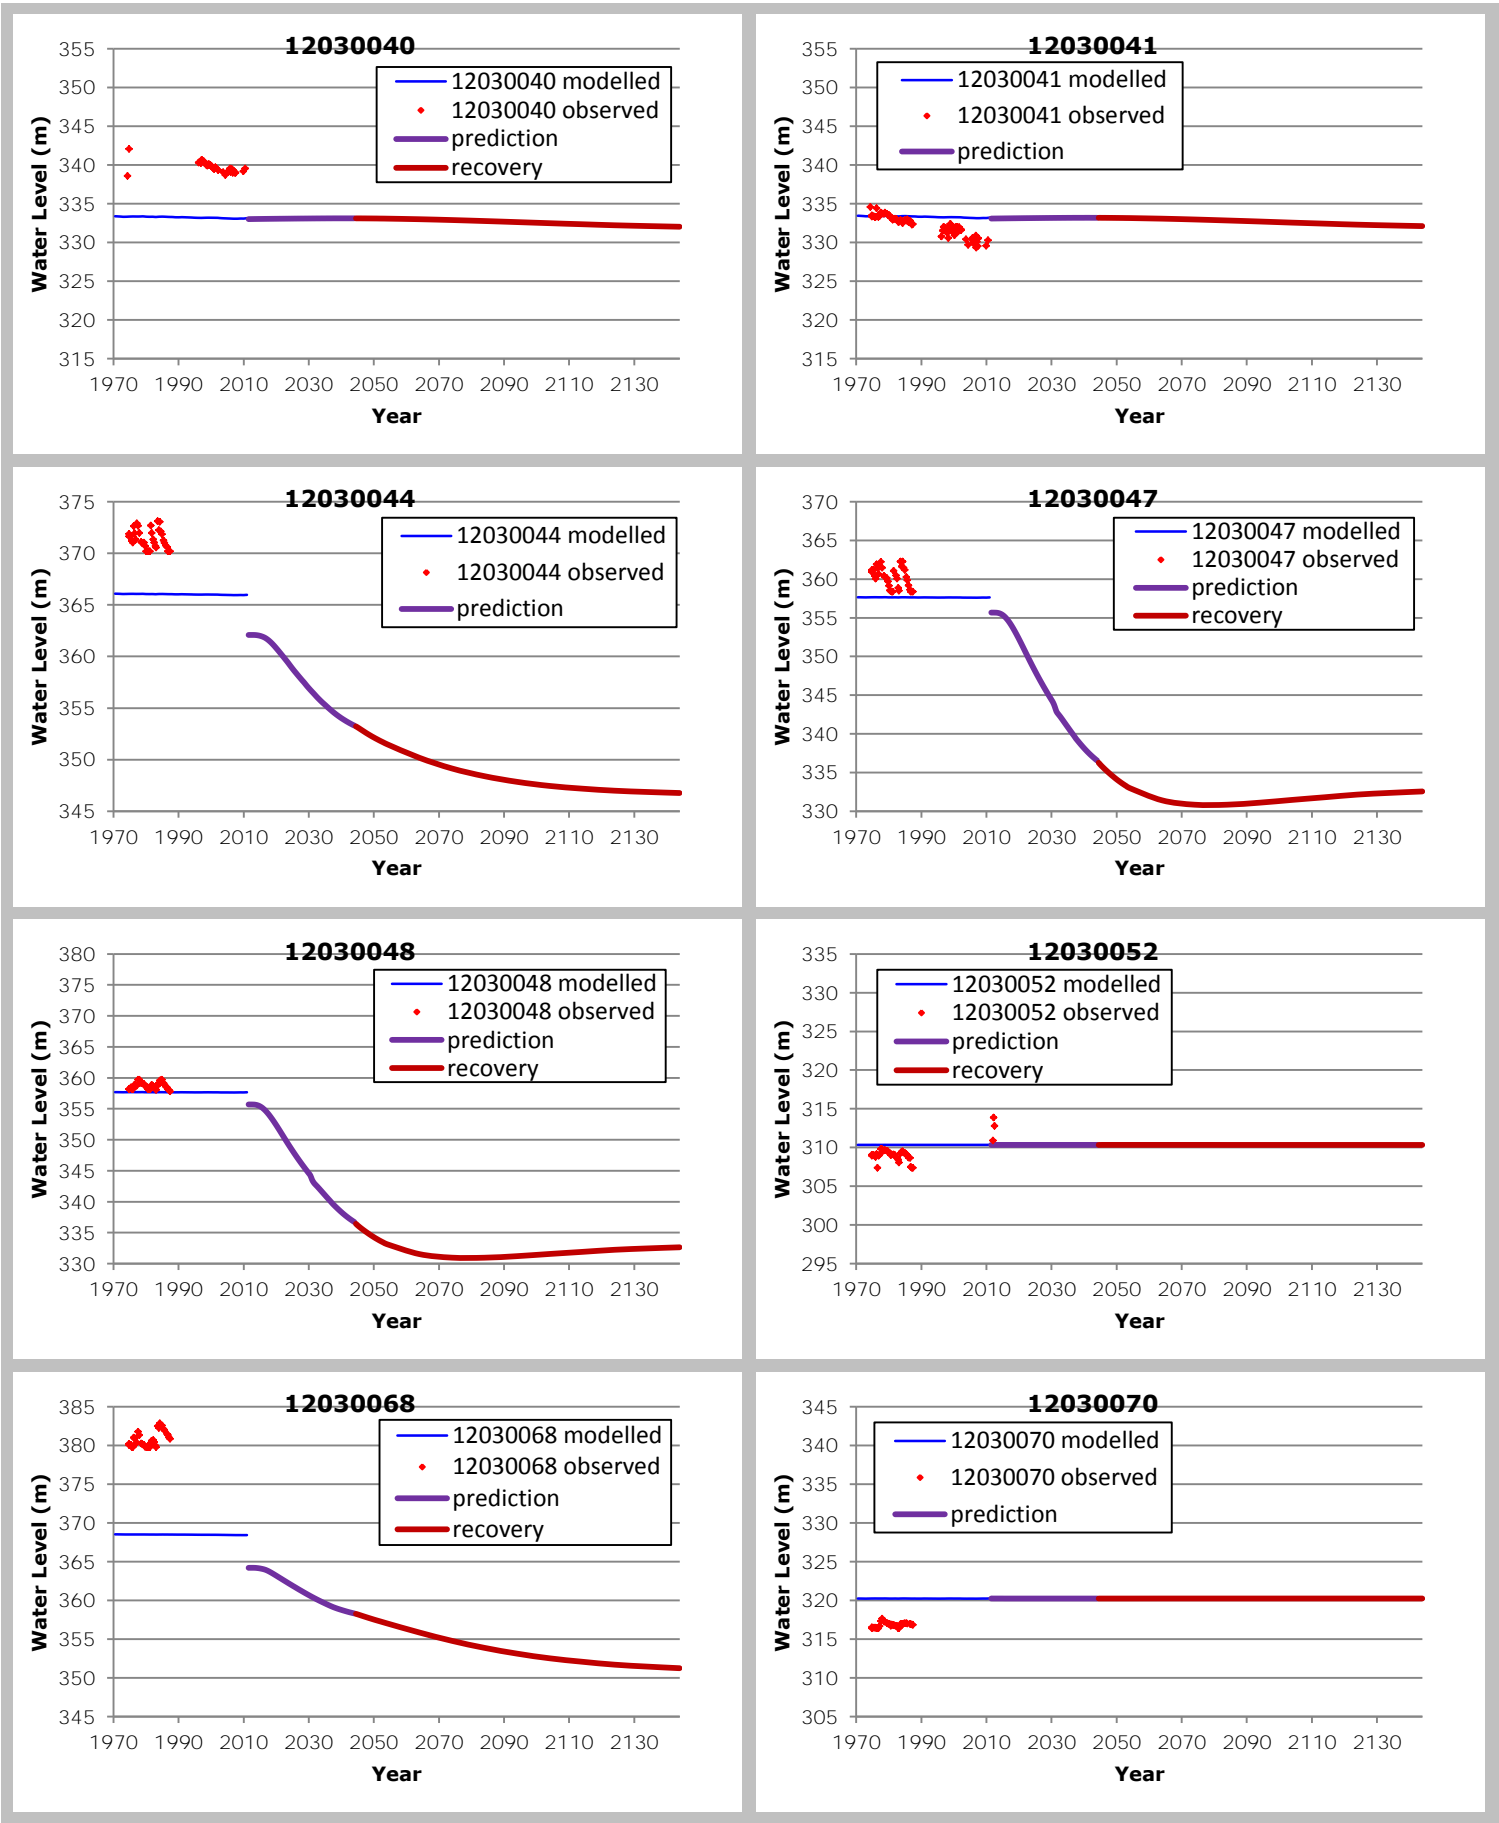 12030040
355
350
345
340
335
330
325
320
315
Water Level (m)
12030040 modelled
12030040 observed
prediction
recovery
1970 1990 2010 2030 2050 2070 2090 2110 2130
Year
12030041
355
350
345
340
335
330
325
320
315
Water Level (m)
12030041 modelled
12030041 observed
prediction
1970 1990 2010 2030 2050 2070 2090 2110 2130
Year
12030044
375
370
365
360
355
350
345
Water Level (m)
12030044 modelled
12030044 observed
prediction
1970 1990 2010 2030 2050 2070 2090 2110 2130
Year
12030047
370
365
360
355
350
345
340
335
330
Water Level (m)
12030047 modelled
12030047 observed
prediction
recovery
1970 1990 2010 2030 2050 2070 2090 2110 2130
Year
12030048
380
375
370
365
360
355
350
345
340
335
330
Water Level (m)
12030048 modelled
12030048 observed
prediction
recovery
1970 1990 2010 2030 2050 2070 2090 2110 2130
Year
12030052
335
330
325
320
315
310
305
300
295
Water Level (m)
12030052 modelled
12030052 observed
prediction
recovery
1970 1990 2010 2030 2050 2070 2090 2110 2130
Year
12030068
385
380
375
370
365
360
355
350
345
Water Level (m)
12030068 modelled
12030068 observed
prediction
recovery
1970 1990 2010 2030 2050 2070 2090 2110 2130
Year
12030070
345
340
335
330
325
320
315
310
305
Water Level (m)
12030070 modelled
12030070 observed
prediction
1970 1990 2010 2030 2050 2070 2090 2110 2130
Year